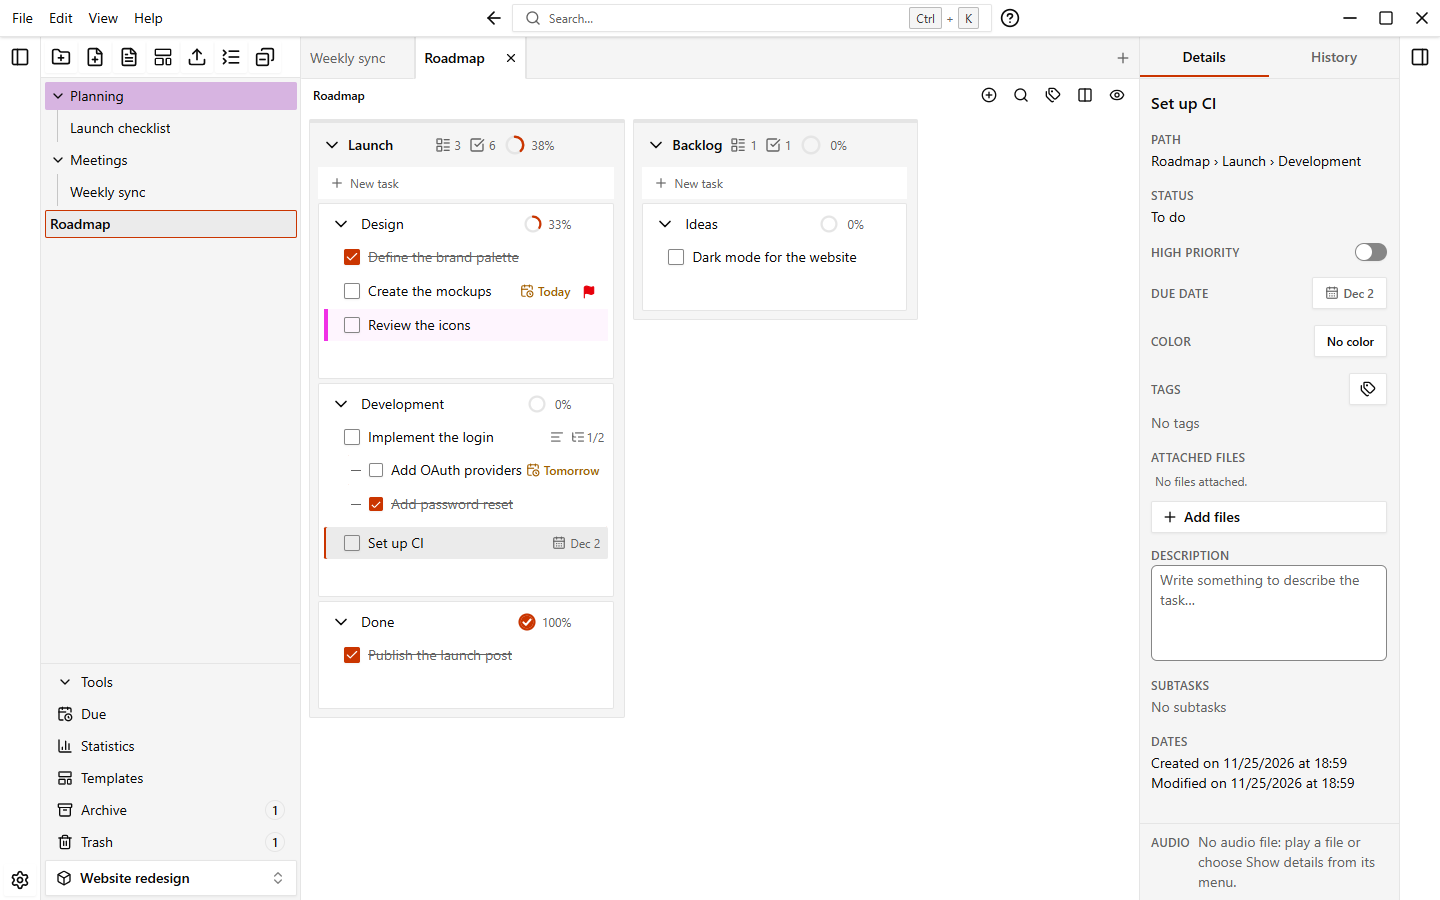 File Edit View Help
Search...
Ctrl + K
Weekly sync
Roadmap
Details
History
Planning
Launch checklist
Meetings
Weekly sync
Roadmap
Tools
Due
Statistics
Templates
Archive 1
Trash 1
Website redesign
Roadmap
Launch 3 6 38%
New task
Design 33%
Define the brand palette
Create the mockups Today
Review the icons
Development 0%
Implement the login 1/2
Add OAuth providers Tomorrow
Add password reset
Set up CI Dec 2
Done 100%
Publish the launch post
Backlog 1 1 0%
New task
Ideas 0%
Dark mode for the website
Set up CI
PATH
Roadmap › Launch › Development
STATUS
To do
HIGH PRIORITY
DUE DATE Dec 2
COLOR No color
TAGS
No tags
ATTACHED FILES
No files attached.
Add files
DESCRIPTION
Write something to describe the
task...
SUBTASKS
No subtasks
DATES
Created on 11/25/2026 at 18:59
Modified on 11/25/2026 at 18:59
AUDIO No audio file: play a file or
choose Show details from its
menu.